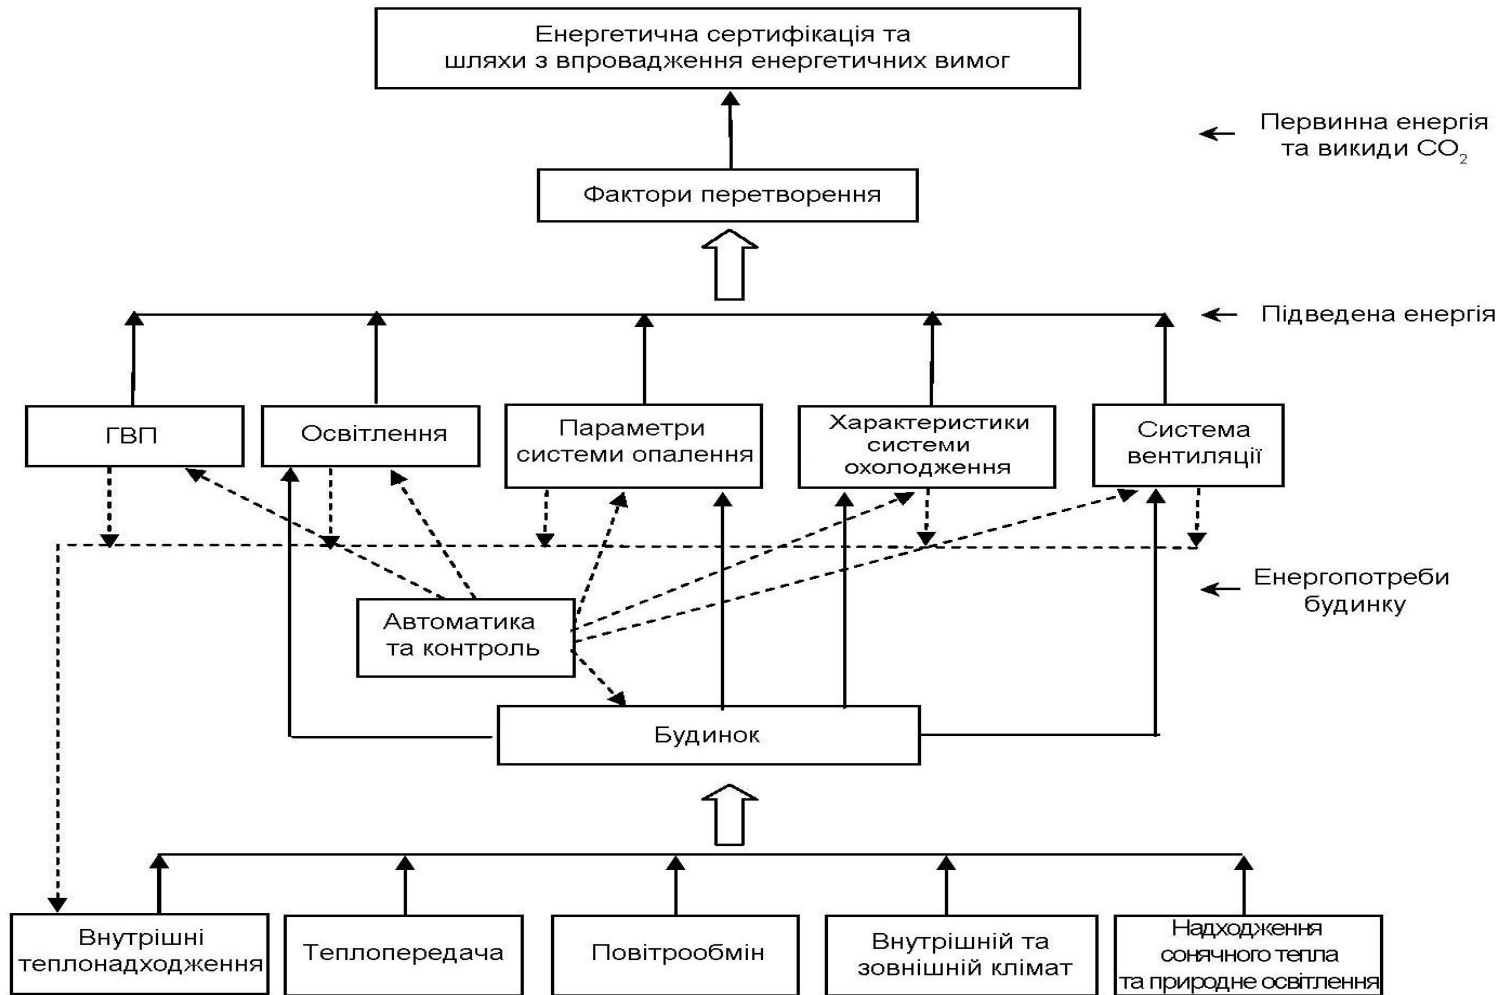 Енергетична сертифікація та
шляхи з впровадження енергетичних вимог
Первинна енергія
та викиди CO₂
Фактори перетворення
Підведена енергія
ГВП
Освітлення
Параметри
системи опалення
Характеристики
системи
охолодження
Система
вентиляції
Енергопотреби
будинку
Автоматика
та контроль
Будинок
Внутрішні
теплонадходження
Теплопередача
Повітрообмін
Внутрішній та
зовнішній клімат
Надходження
сонячного тепла
та природне освітлення